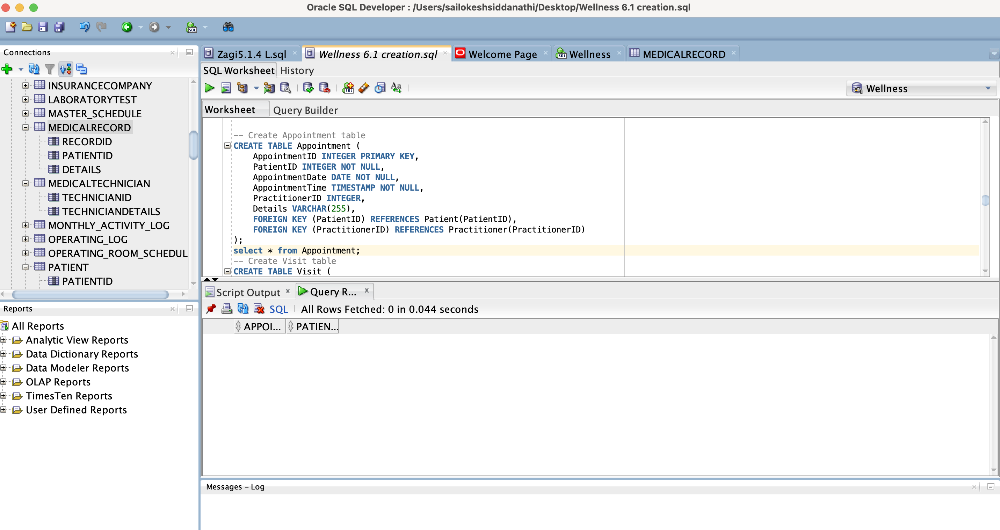 Oracle SQL Developer : /Users/sailokeshsiddanathi/Desktop/Wellness 6.1 creation.sql
Connections
INSURANCECOMPANY
LABORATORYTEST
MASTER_SCHEDULE
MEDICALRECORD
RECORDID
PATIENTID
DETAILS
MEDICALTECHNICIAN
TECHNICIANID
TECHNICIANDETAILS
MONTHLY_ACTIVITY_LOG
OPERATING_LOG
OPERATING_ROOM_SCHEDUL
PATIENT
PATIENTID
Reports
All Reports
Analytic View Reports
Data Dictionary Reports
Data Modeler Reports
OLAP Reports
TimesTen Reports
User Defined Reports
Zagi5.1.4 L.sql
Wellness 6.1 creation.sql
Welcome Page
Wellness
MEDICALRECORD
SQL Worksheet History
Wellness
Worksheet Query Builder
-- Create Appointment table
CREATE TABLE Appointment (
AppointmentID INTEGER PRIMARY KEY,
PatientID INTEGER NOT NULL,
AppointmentDate DATE NOT NULL,
AppointmentTime TIMESTAMP NOT NULL,
PractitionerID INTEGER,
Details VARCHAR(255),
FOREIGN KEY (PatientID) REFERENCES Patient(PatientID),
FOREIGN KEY (PractitionerID) REFERENCES Practitioner(PractitionerID)
);
select * from Appointment;
-- Create Visit table
CREATE TABLE Visit (
Script Output
Query R...
SQL
All Rows Fetched: 0 in 0.044 seconds
APPOI...
PATIEN...
Messages - Log